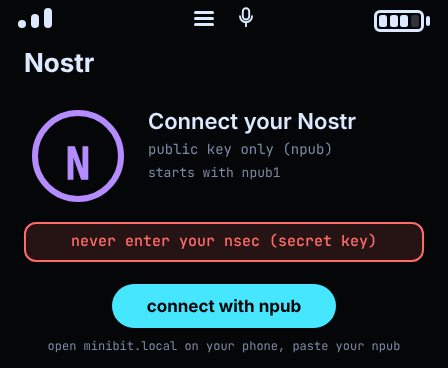 Nostr
N
Connect your Nostr
public key only (npub)
starts with npub1
never enter your nsec (secret key)
connect with npub
open minibit.local on your phone, paste your npub